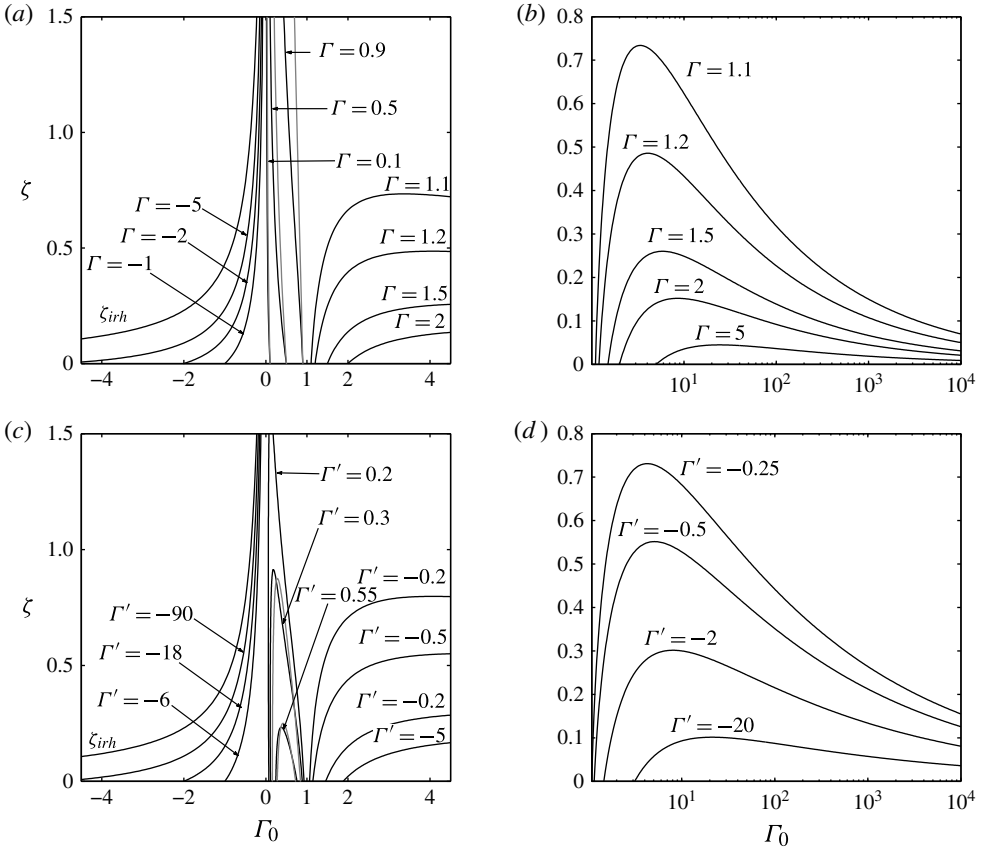 (a)
1.5
1.0
0.5
0
ζ
Γ = 0.9
Γ = 0.5
Γ = 0.1
Γ = 1.1
Γ = −5
Γ = −2
Γ = 1.2
Γ = −1
Γ = 1.5
ζirh
Γ = 2
−4
−2
0
1
2
4
(b)
0.8
0.7
0.6
0.5
0.4
0.3
0.2
0.1
0
Γ = 1.1
Γ = 1.2
Γ = 1.5
Γ = 2
Γ = 5
10^1
10^2
10^3
10^4
(c)
1.5
1.0
0.5
0
ζ
Γ′ = 0.2
Γ′ = 0.3
Γ′ = 0.55
Γ′ = −0.2
Γ′ = −90
Γ′ = −0.5
Γ′ = −18
Γ′ = −6
Γ′ = −0.2
ζirh
Γ′ = −5
−4
−2
0
1
2
4
Γ0
(d)
0.8
0.7
0.6
0.5
0.4
0.3
0.2
0.1
0
Γ′ = −0.25
Γ′ = −0.5
Γ′ = −2
Γ′ = −20
10^1
10^2
10^3
10^4
Γ0